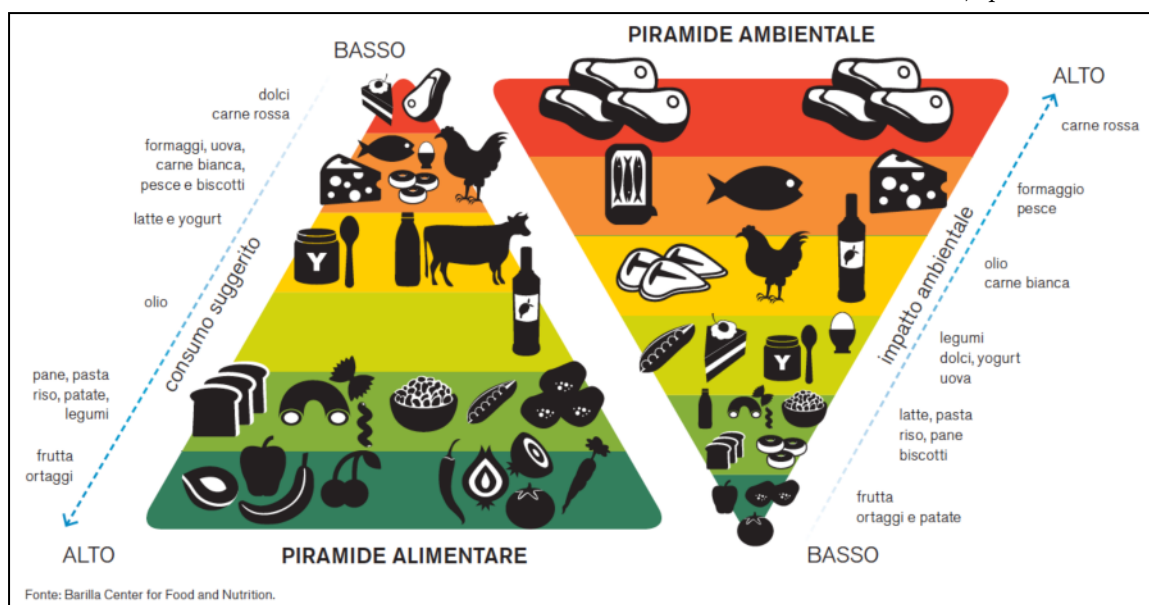 PIRAMIDE AMBIENTALE
BASSO
ALTO
dolci
carne rossa
formaggi, uova,
carne bianca,
pesce e biscotti
latte e yogurt
olio
pane, pasta
riso, patate,
legumi
frutta
ortaggi
consumo suggerito
ALTO
PIRAMIDE ALIMENTARE
Y
carne rossa
formaggio
pesce
olio
carne bianca
legumi
dolci, yogurt
uova
latte, pasta
riso, pane
biscotti
frutta
ortaggi e patate
impatto ambientale
Y
BASSO
Fonte: Barilla Center for Food and Nutrition.